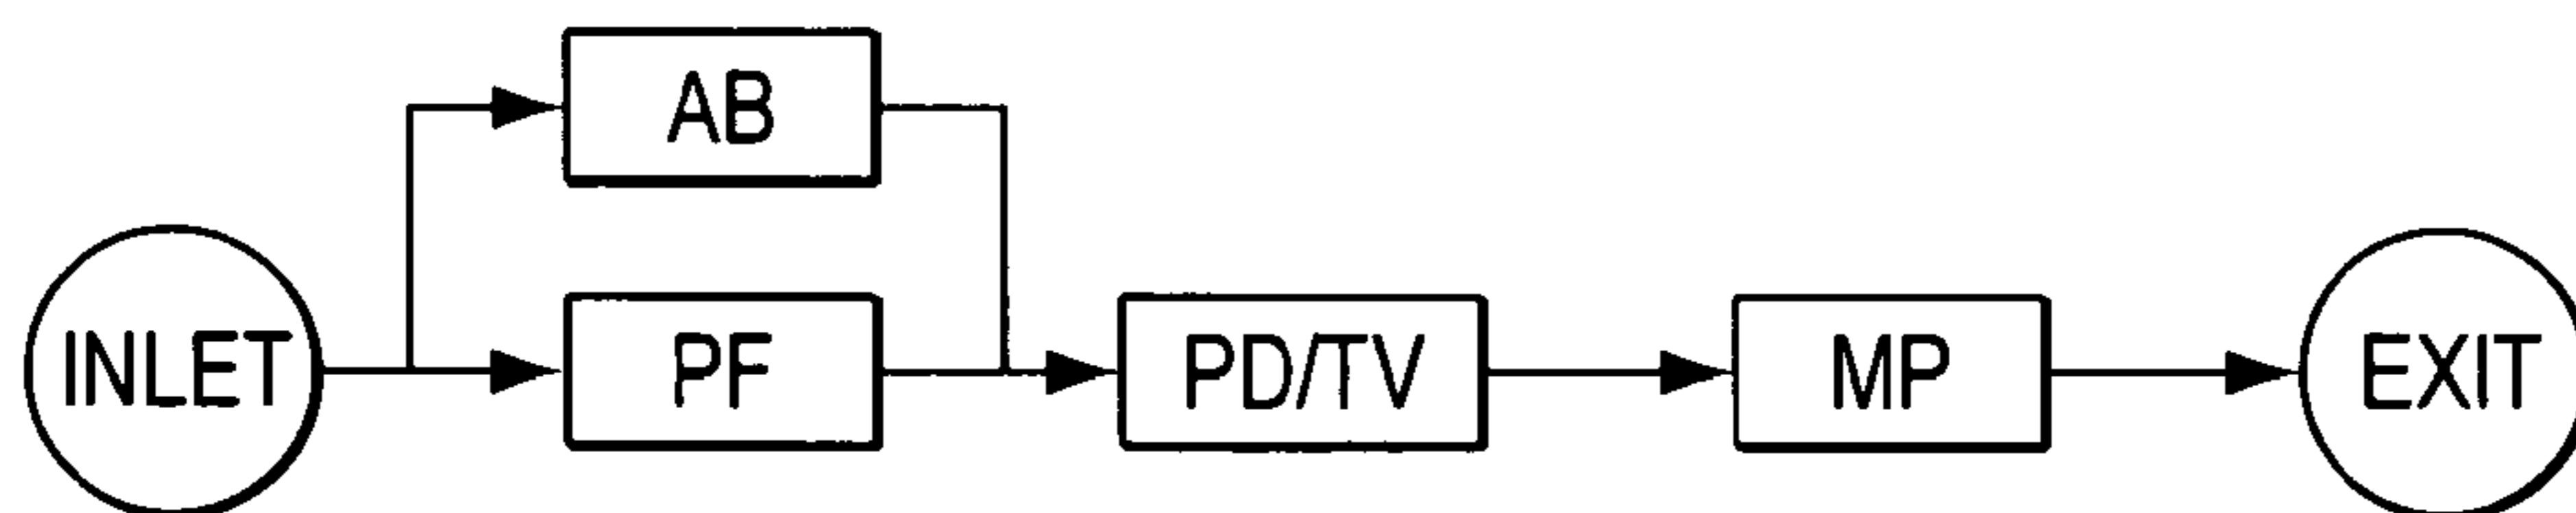 AB
INLET
PF
PD/TV
MP
EXIT